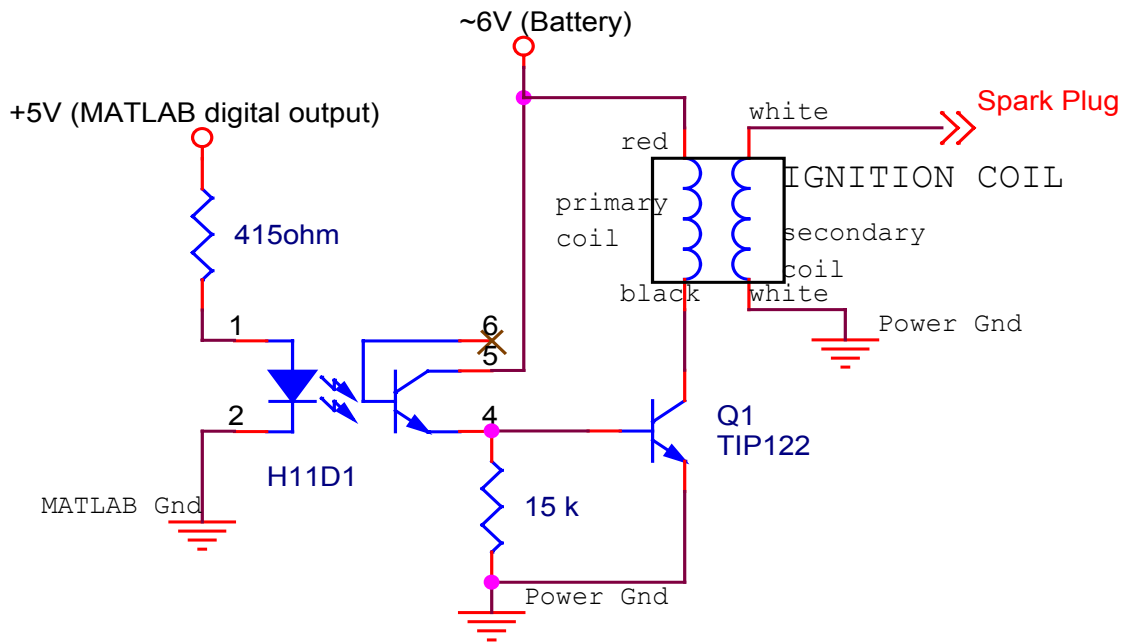 ~6V (Battery)
+5V (MATLAB digital output)
white
Spark Plug
red
IGNITION COIL
primary
coil
415ohm
secondary
coil
black
white
Power Gnd
1
6
5
2
4
Q1
TIP122
H11D1
MATLAB Gnd
15 k
Power Gnd